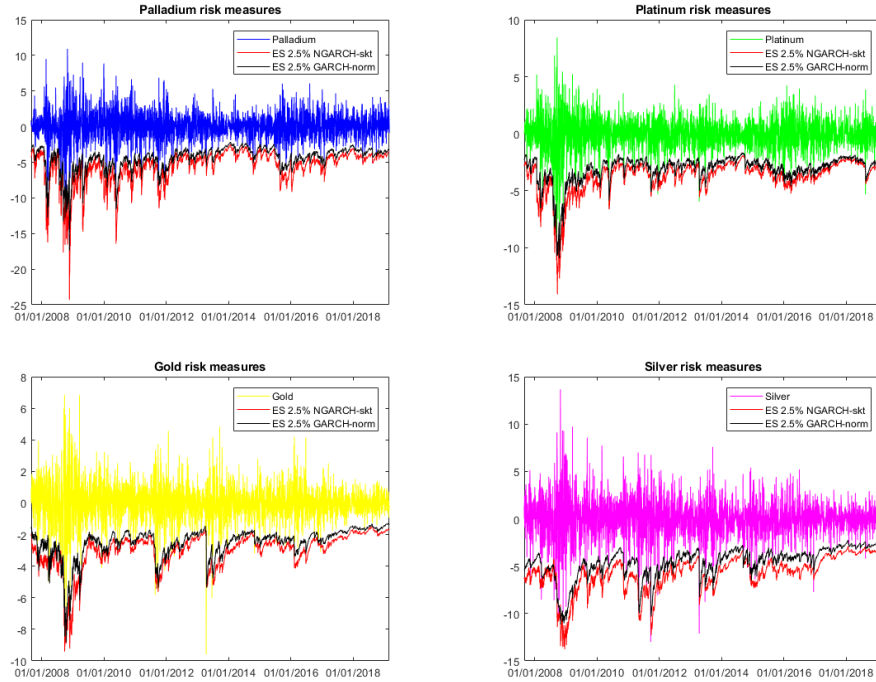 Palladium risk measures
15
10
5
0
-5
-10
-15
-20
-25
Palladium
ES 2.5% NGARCH-skt
ES 2.5% GARCH-norm
01/01/2008 01/01/2010 01/01/2012 01/01/2014 01/01/2016 01/01/2018
Platinum risk measures
10
5
0
-5
-10
-15
Platinum
ES 2.5% NGARCH-skt
ES 2.5% GARCH-norm
01/01/2008 01/01/2010 01/01/2012 01/01/2014 01/01/2016 01/01/2018
Gold risk measures
8
6
4
2
0
-2
-4
-6
-8
-10
Gold
ES 2.5% NGARCH-skt
ES 2.5% GARCH-norm
01/01/2008 01/01/2010 01/01/2012 01/01/2014 01/01/2016 01/01/2018
Silver risk measures
15
10
5
0
-5
-10
-15
Silver
ES 2.5% NGARCH-skt
ES 2.5% GARCH-norm
01/01/2008 01/01/2010 01/01/2012 01/01/2014 01/01/2016 01/01/2018